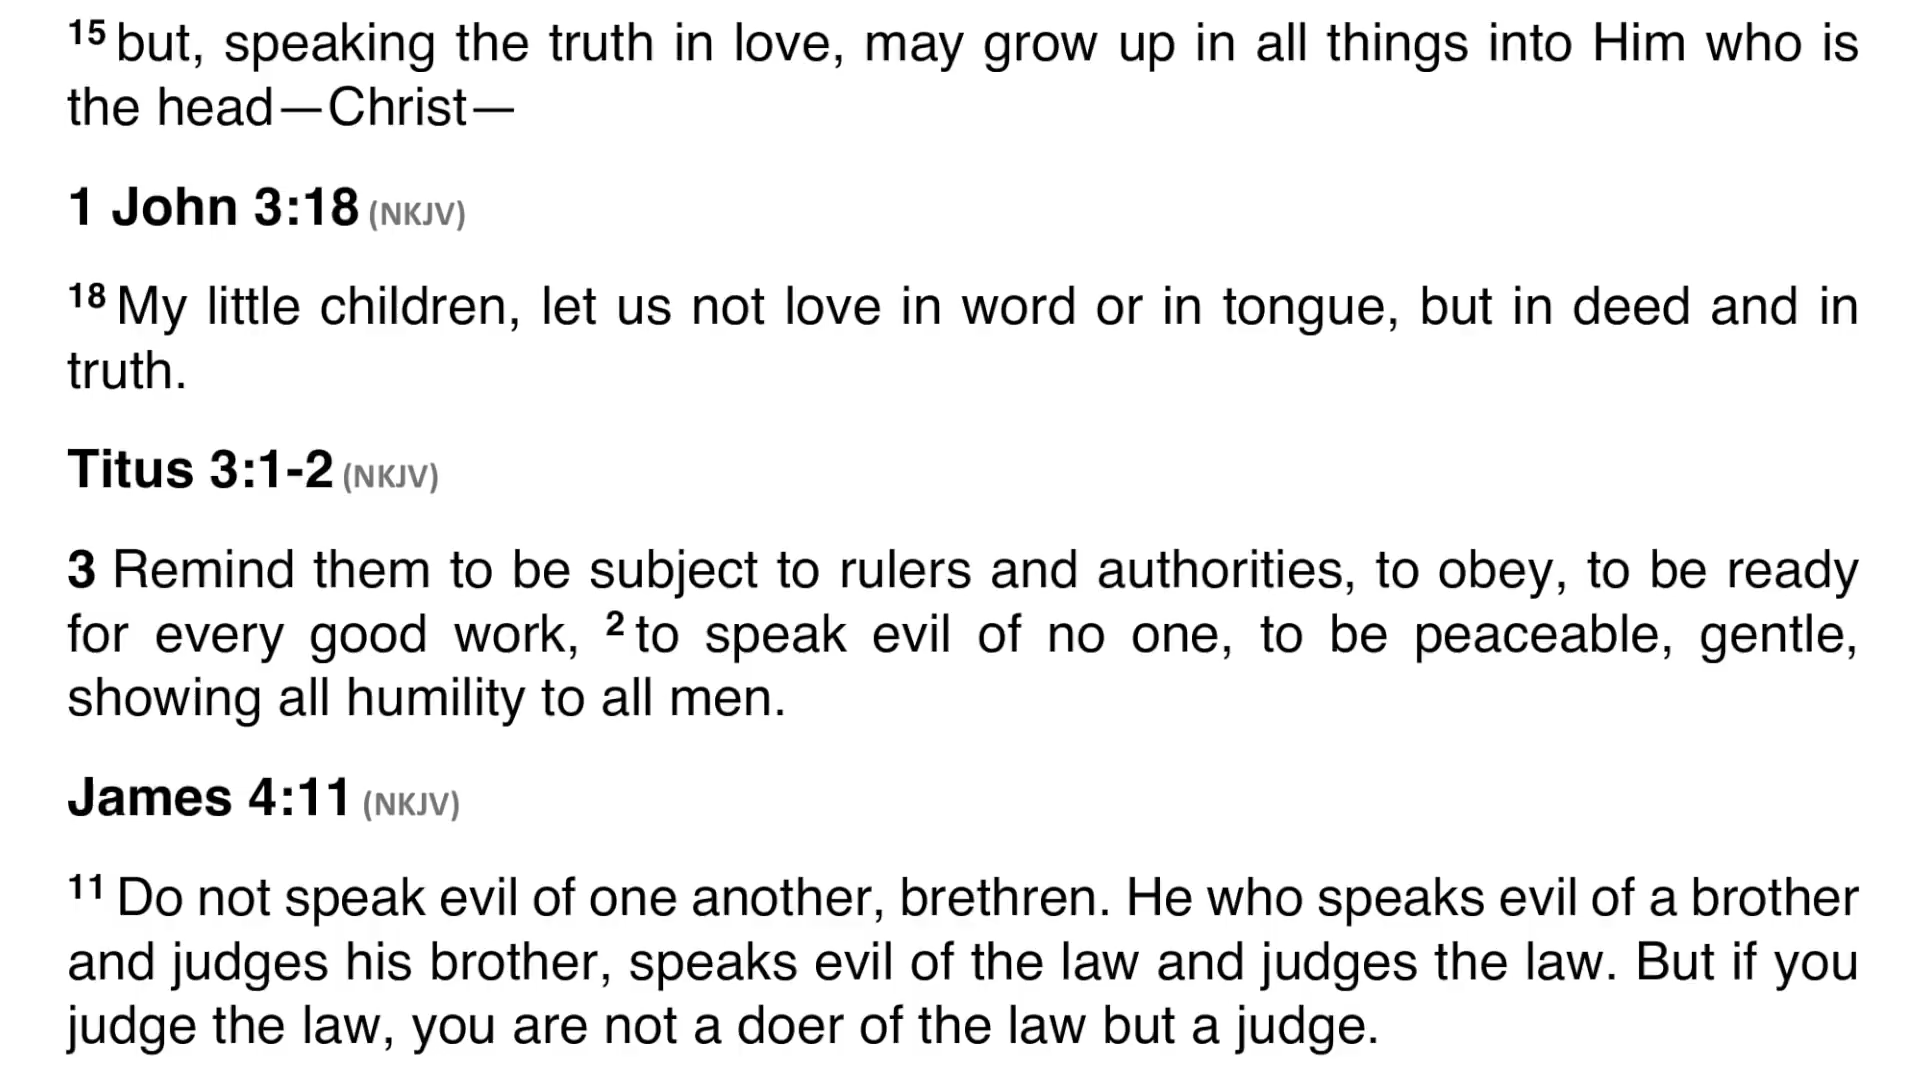 15 but, speaking the truth in love, may grow up in all things into Him who is
the head—Christ—
1 John 3:18 (NKJV)
18 My little children, let us not love in word or in tongue, but in deed and in
truth.
Titus 3:1-2 (NKJV)
3 Remind them to be subject to rulers and authorities, to obey, to be ready
for every good work, 2 to speak evil of no one, to be peaceable, gentle,
showing all humility to all men.
James 4:11 (NKJV)
11 Do not speak evil of one another, brethren. He who speaks evil of a brother
and judges his brother, speaks evil of the law and judges the law. But if you
judge the law, you are not a doer of the law but a judge.